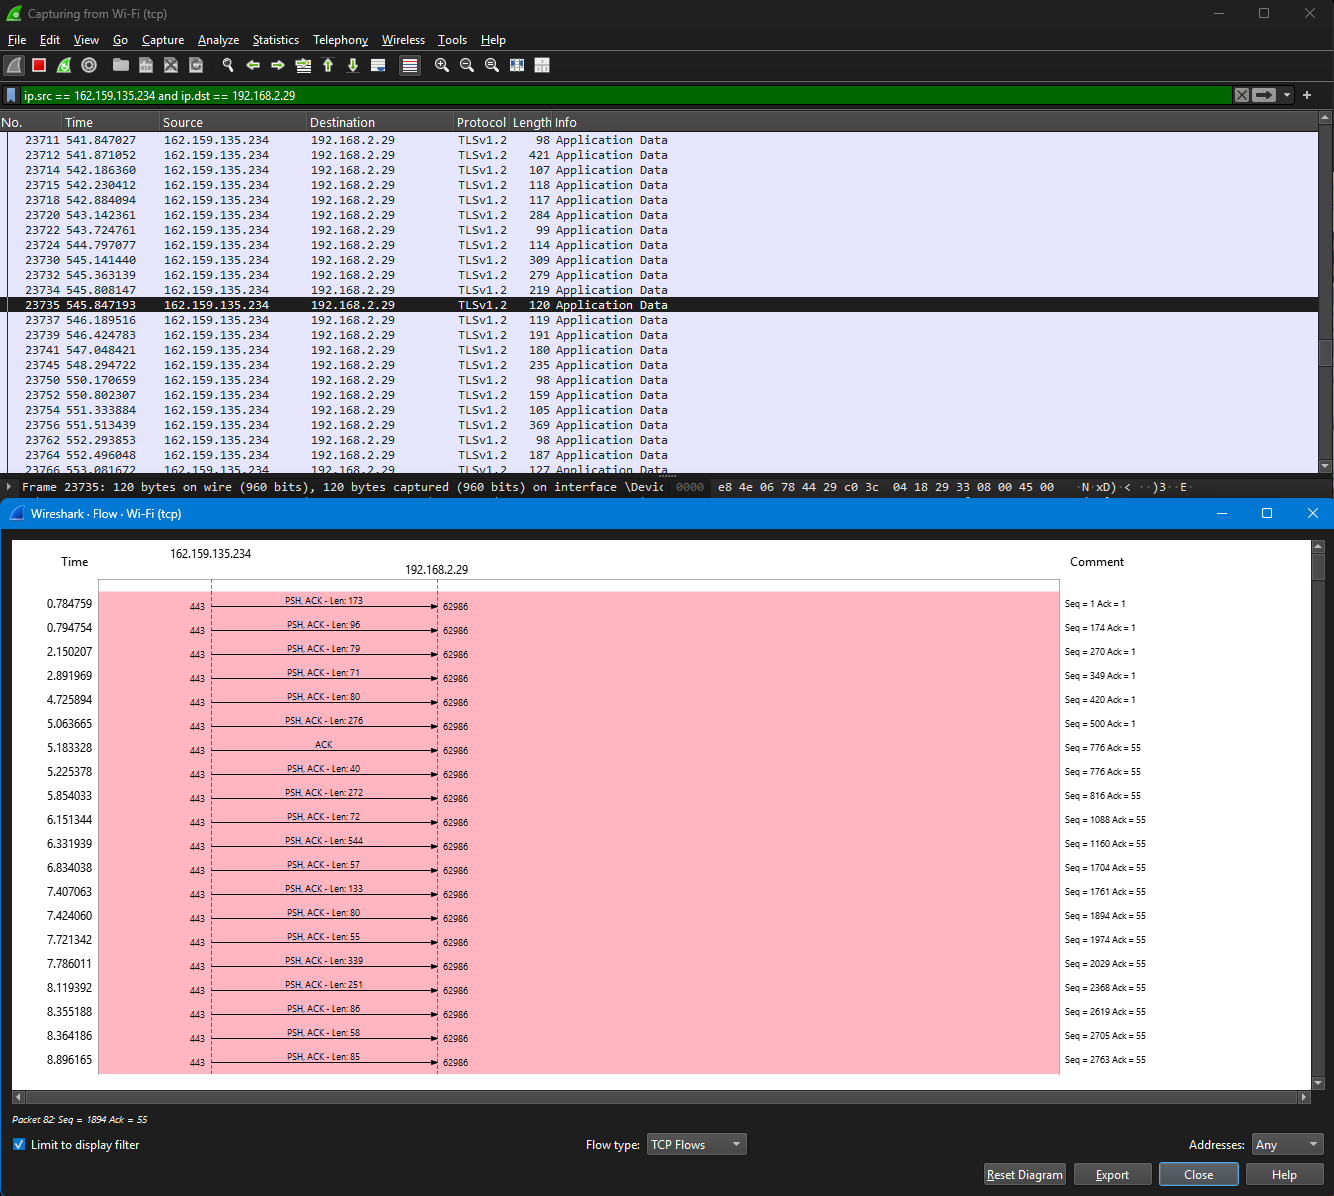 Capturing from Wi-Fi (tcp)
File Edit View Go Capture Analyze Statistics Telephony Wireless Tools Help
ip.src == 162.159.135.234 and ip.dst == 192.168.2.29
No. Time Source Destination Protocol Length Info
23711 541.847027 162.159.135.234 192.168.2.29 TLSv1.2 98 Application Data
23712 541.871052 162.159.135.234 192.168.2.29 TLSv1.2 421 Application Data
23714 542.186360 162.159.135.234 192.168.2.29 TLSv1.2 107 Application Data
23715 542.230412 162.159.135.234 192.168.2.29 TLSv1.2 118 Application Data
23718 542.884094 162.159.135.234 192.168.2.29 TLSv1.2 117 Application Data
23720 543.142361 162.159.135.234 192.168.2.29 TLSv1.2 284 Application Data
23722 543.724761 162.159.135.234 192.168.2.29 TLSv1.2 99 Application Data
23724 544.797077 162.159.135.234 192.168.2.29 TLSv1.2 114 Application Data
23730 545.141440 162.159.135.234 192.168.2.29 TLSv1.2 309 Application Data
23732 545.363139 162.159.135.234 192.168.2.29 TLSv1.2 279 Application Data
23734 545.808147 162.159.135.234 192.168.2.29 TLSv1.2 219 Application Data
23735 545.847193 162.159.135.234 192.168.2.29 TLSv1.2 120 Application Data
23737 546.189516 162.159.135.234 192.168.2.29 TLSv1.2 119 Application Data
23739 546.424783 162.159.135.234 192.168.2.29 TLSv1.2 191 Application Data
23741 547.048421 162.159.135.234 192.168.2.29 TLSv1.2 180 Application Data
23745 548.294722 162.159.135.234 192.168.2.29 TLSv1.2 235 Application Data
23750 550.170659 162.159.135.234 192.168.2.29 TLSv1.2 98 Application Data
23752 550.802307 162.159.135.234 192.168.2.29 TLSv1.2 159 Application Data
23754 551.333884 162.159.135.234 192.168.2.29 TLSv1.2 105 Application Data
23756 551.513439 162.159.135.234 192.168.2.29 TLSv1.2 369 Application Data
23762 552.293853 162.159.135.234 192.168.2.29 TLSv1.2 98 Application Data
23764 552.496048 162.159.135.234 192.168.2.29 TLSv1.2 187 Application Data
23766 553.081672 162.159.135.234 192.168.2.29 TLSv1.2 127 Application Data
Frame 23735: 120 bytes on wire (960 bits), 120 bytes captured (960 bits) on interface \Devic 0000 e8 4e 06 78 44 29 c0 3c 04 18 29 33 08 00 45 00 ·N·xD)·< ··)3··E·
Wireshark · Flow · Wi-Fi (tcp)
Time 162.159.135.234 192.168.2.29 Comment
0.784759 443 PSH, ACK - Len: 173 62986 Seq = 1 Ack = 1
0.794754 443 PSH, ACK - Len: 96 62986 Seq = 174 Ack = 1
2.150207 443 PSH, ACK - Len: 79 62986 Seq = 270 Ack = 1
2.891969 443 PSH, ACK - Len: 71 62986 Seq = 349 Ack = 1
4.725894 443 PSH, ACK - Len: 80 62986 Seq = 420 Ack = 1
5.063665 443 PSH, ACK - Len: 276 62986 Seq = 500 Ack = 1
5.183328 443 ACK 62986 Seq = 776 Ack = 55
5.225378 443 PSH, ACK - Len: 40 62986 Seq = 776 Ack = 55
5.854033 443 PSH, ACK - Len: 272 62986 Seq = 816 Ack = 55
6.151344 443 PSH, ACK - Len: 72 62986 Seq = 1088 Ack = 55
6.331939 443 PSH, ACK - Len: 544 62986 Seq = 1160 Ack = 55
6.834038 443 PSH, ACK - Len: 57 62986 Seq = 1704 Ack = 55
7.407063 443 PSH, ACK - Len: 133 62986 Seq = 1761 Ack = 55
7.424060 443 PSH, ACK - Len: 80 62986 Seq = 1894 Ack = 55
7.721342 443 PSH, ACK - Len: 55 62986 Seq = 1974 Ack = 55
7.786011 443 PSH, ACK - Len: 339 62986 Seq = 2029 Ack = 55
8.119392 443 PSH, ACK - Len: 251 62986 Seq = 2368 Ack = 55
8.355188 443 PSH, ACK - Len: 86 62986 Seq = 2619 Ack = 55
8.364186 443 PSH, ACK - Len: 58 62986 Seq = 2705 Ack = 55
8.896165 443 PSH, ACK - Len: 85 62986 Seq = 2763 Ack = 55
Packet 82: Seq = 1894 Ack = 55
Limit to display filter Flow type: TCP Flows Addresses: Any
Reset Diagram Export Close Help